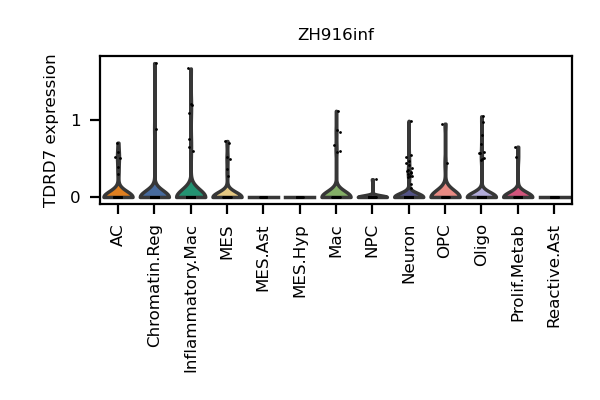 ZH916inf
TDRD7 expression
1
0
AC
Chromatin.Reg
Inflammatory.Mac
MES
MES.Ast
MES.Hyp
Mac
NPC
Neuron
OPC
Oligo
Prolif.Metab
Reactive.Ast